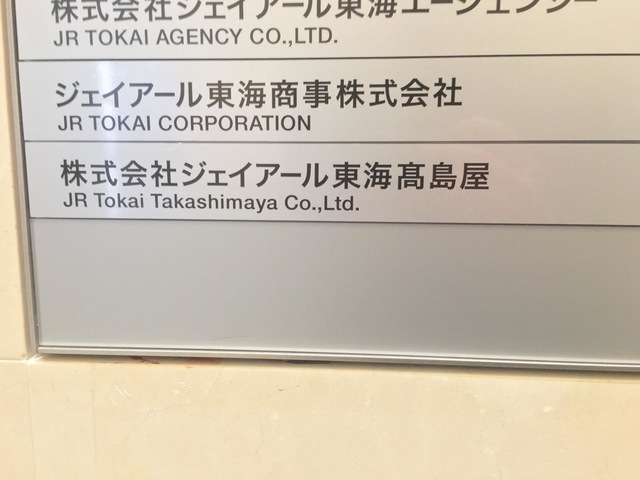 株式会社ジェイアール東海エージェンシー
JR TOKAI AGENCY CO.,LTD.
ジェイアール東海商事株式会社
JR TOKAI CORPORATION
株式会社ジェイアール東海髙島屋
JR Tokai Takashimaya Co.,Ltd.